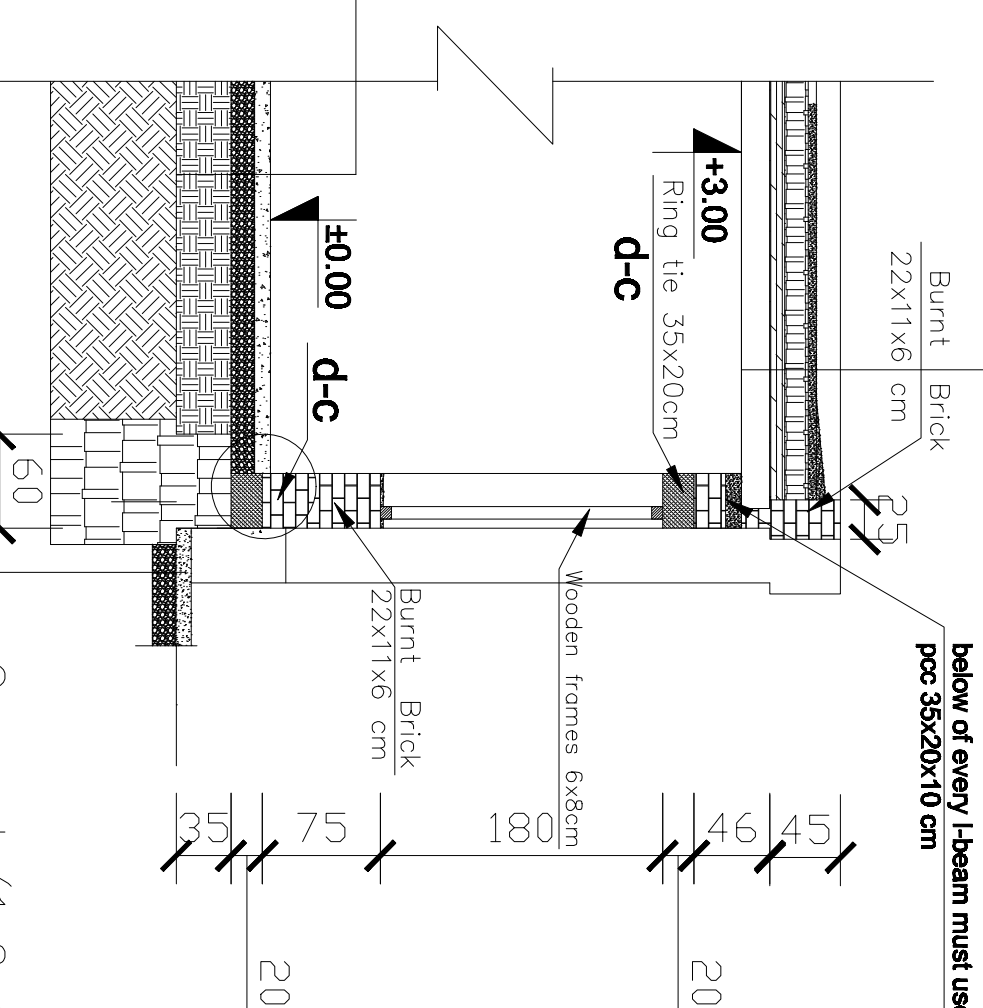 below of every I-beam must
pcc 35x20x10 cm
Burnt Brick
22x11x6 cm
25
+3.00
Ring tie 35x20cm
d-c
Wooden frames 6x8cm
±0.00
d-c
Burnt Brick
22x11x6 cm
60
35
75
180
46
45
20
20